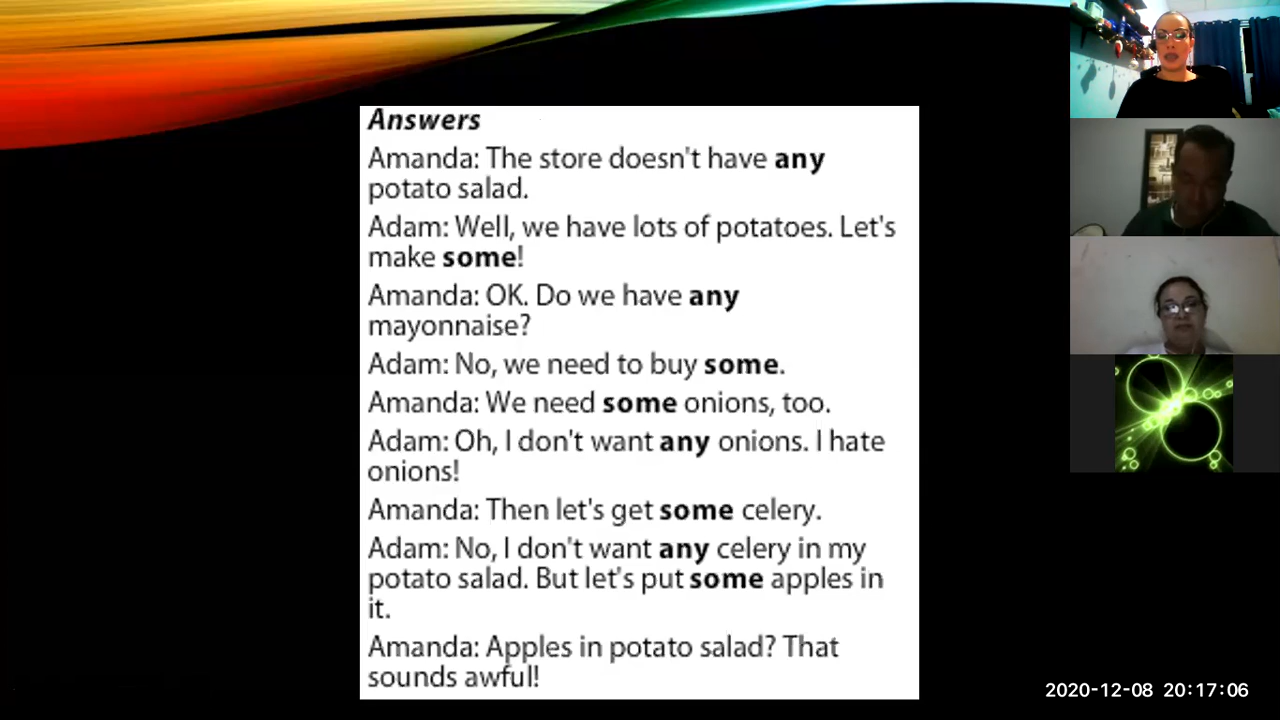 Answers
Amanda: The store doesn't have any
potato salad.
Adam: Well, we have lots of potatoes. Let's
make some!
Amanda: OK. Do we have any
mayonnaise?
Adam: No, we need to buy some.
Amanda: We need some onions, too.
Adam: Oh, I don't want any onions. I hate
onions!
Amanda: Then let's get some celery.
Adam: No, I don't want any celery in my
potato salad. But let's put some apples in
it.
Amanda: Apples in potato salad? That
sounds awful!
2020-12-08 20:17:06